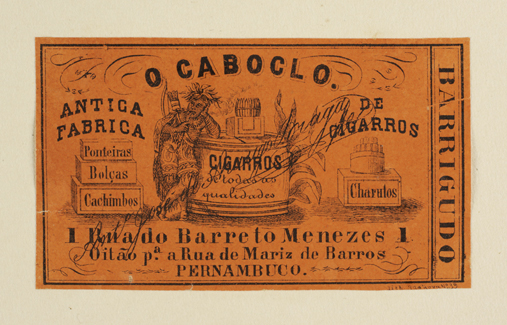 O CABOCLO.
ANTIGA
FABRICA
DE
CIGARROS
Ponteiras
Bolças
Cachimbos
CIGARROS
de todas as
qualidades
Charutos
1 Rua do Barreto Menezes 1
Oitão pª a Rua de Mariz de Barros
PERNAMBUCO.
BARRIGUDO